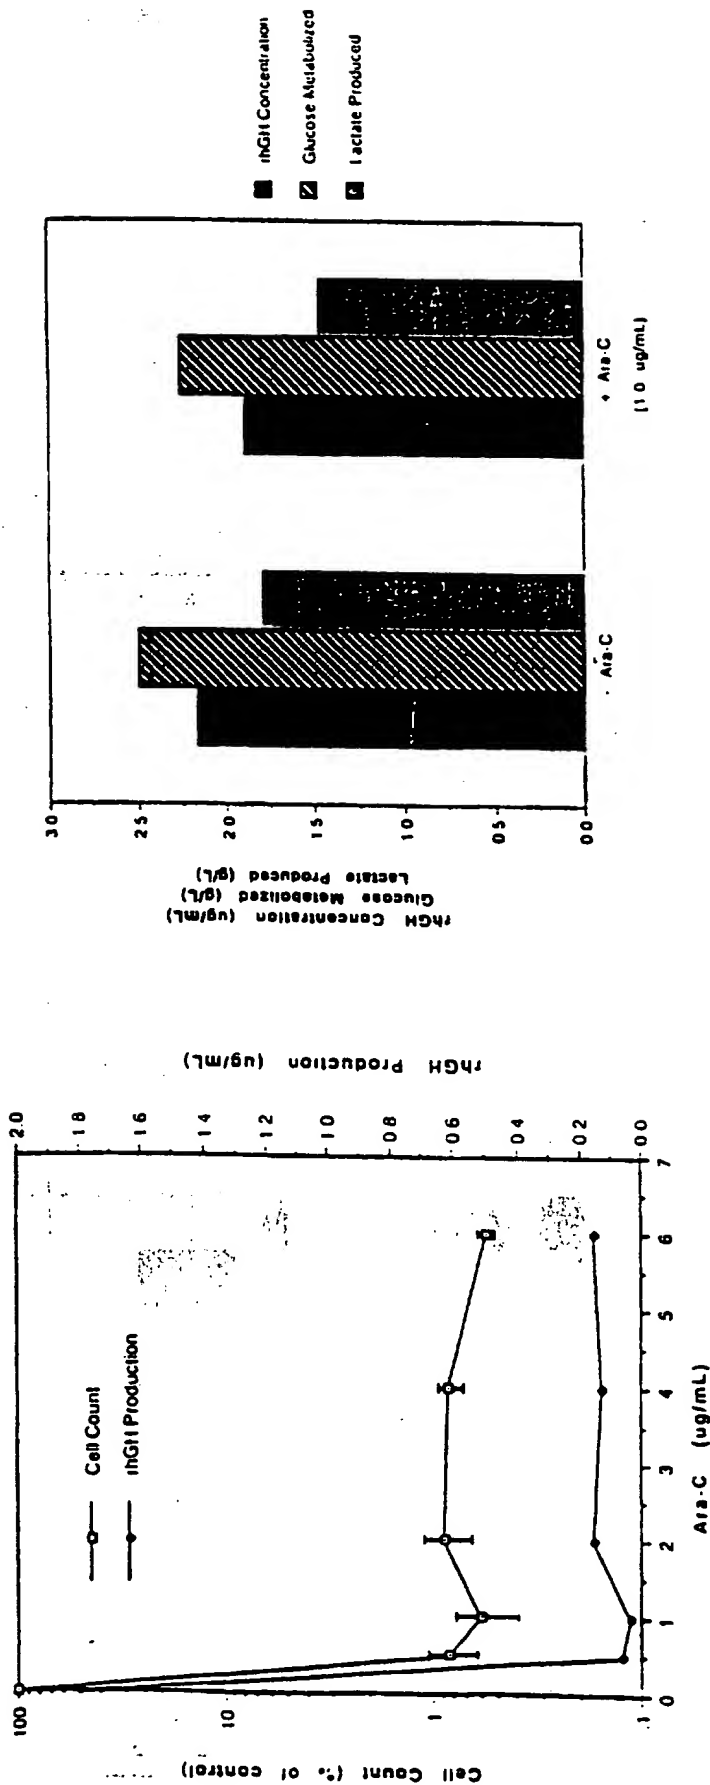 Cell Count (% of control)
100
10
1
.1
Cell Count
rhGH Production
0
1
2
3
4
5
6
7
Ara-C (ug/mL)
2.0
1.8
1.6
1.4
1.2
1.0
0.8
0.6
0.4
0.2
0.0
rhGH Production (ug/mL)
rhGH Concentration (ug/mL)
Glucose Metabolized (g/L)
Lactate Produced (g/L)
3.0
2.5
2.0
1.5
1.0
0.5
0.0
- Ara-C
+ Ara-C
[1.0 ug/mL]
rhGH Concentration
Glucose Metabolized
Lactate Produced